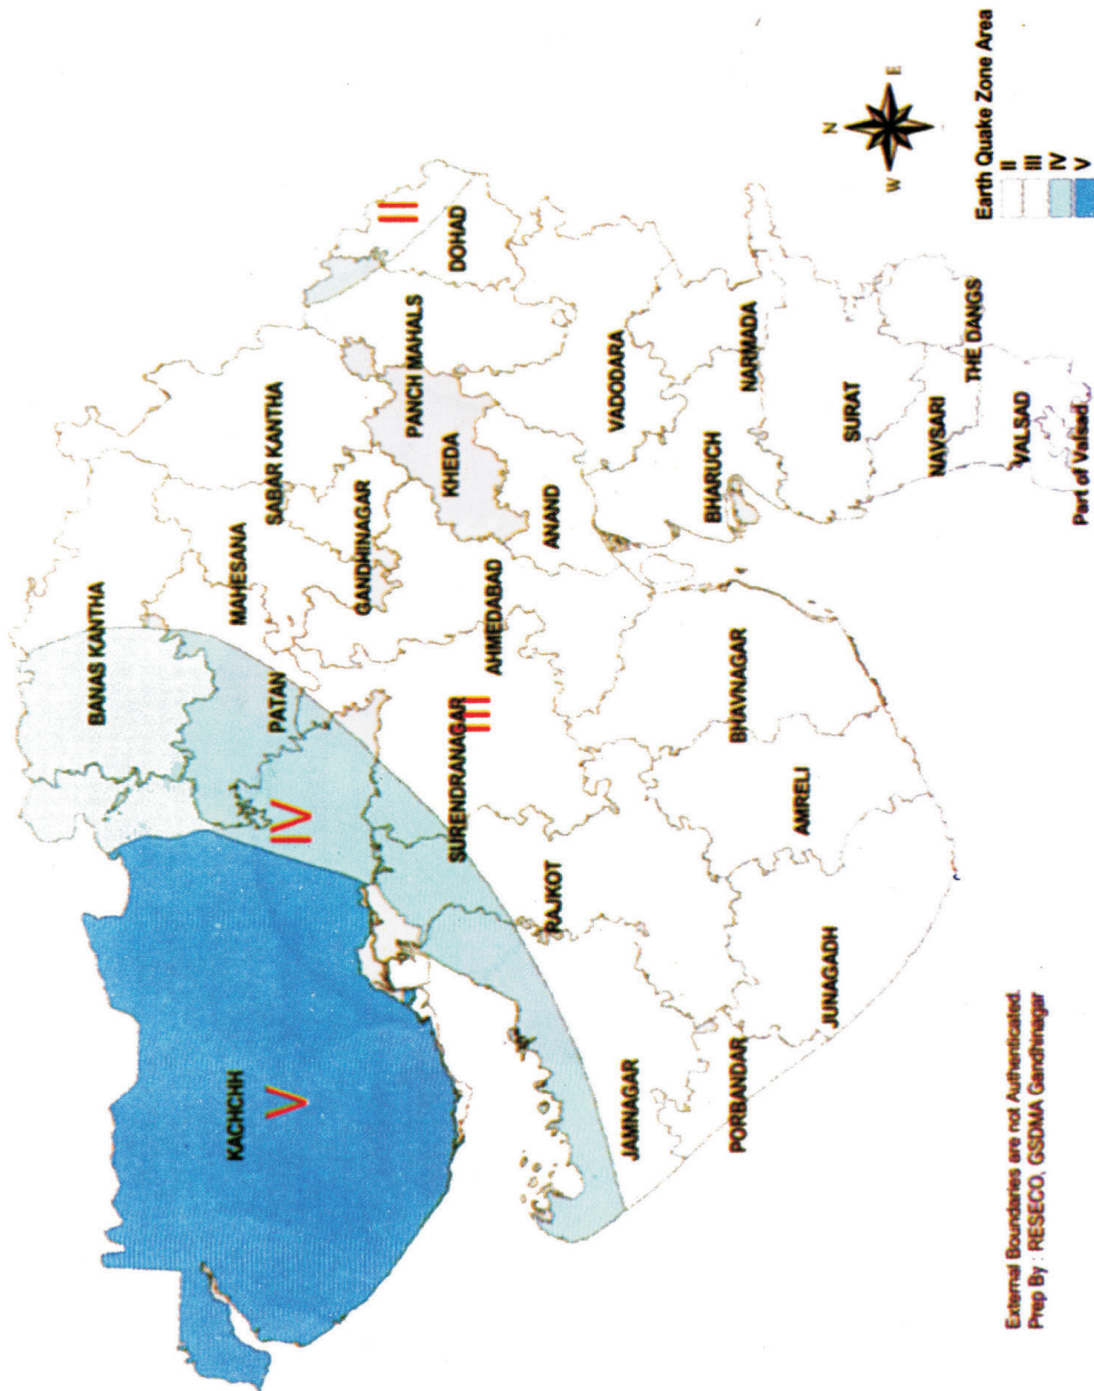 BANAS KANTHA
PATAN
MAHESANA
SABAR KANTHA
GANDHINAGAR
KACHCHH
V
IV
SURENDRANAGAR
III
AHMEDABAD
KHEDA
PANCH MAHALS
DOHAD
II
ANAND
RAJKOT
JAMNAGAR
VADODARA
PORBANDAR
JUNAGADH
AMRELI
BHAVNAGAR
BHARUCH
NARMADA
SURAT
NAVSARI
THE DANGS
VALSAD
Part of Valsad
N
W
E
Earth Quake Zone Area
II
III
IV
V
External Boundaries are not Authenticated.
Prep By : RESECO, GSDMA Gandhinagar